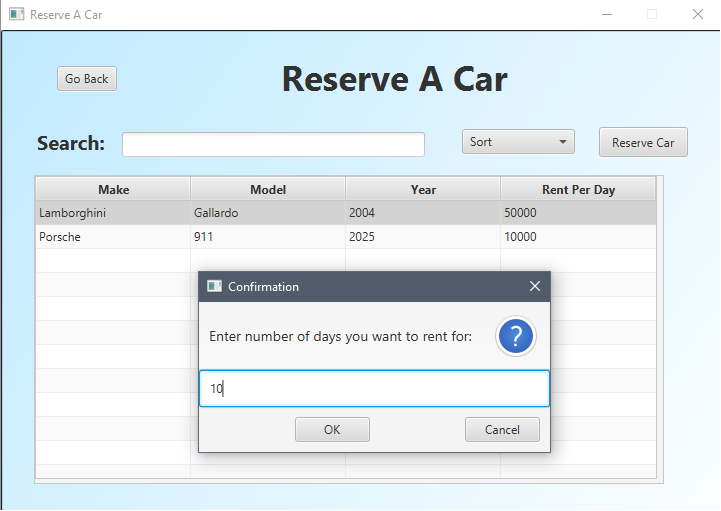 Reserve A Car
Go Back
Reserve A Car
Search:
Sort
Reserve Car
Make Model Year Rent Per Day
Lamborghini Gallardo 2004 50000
Porsche 911 2025 10000
Confirmation
Enter number of days you want to rent for:
?
10
OK Cancel